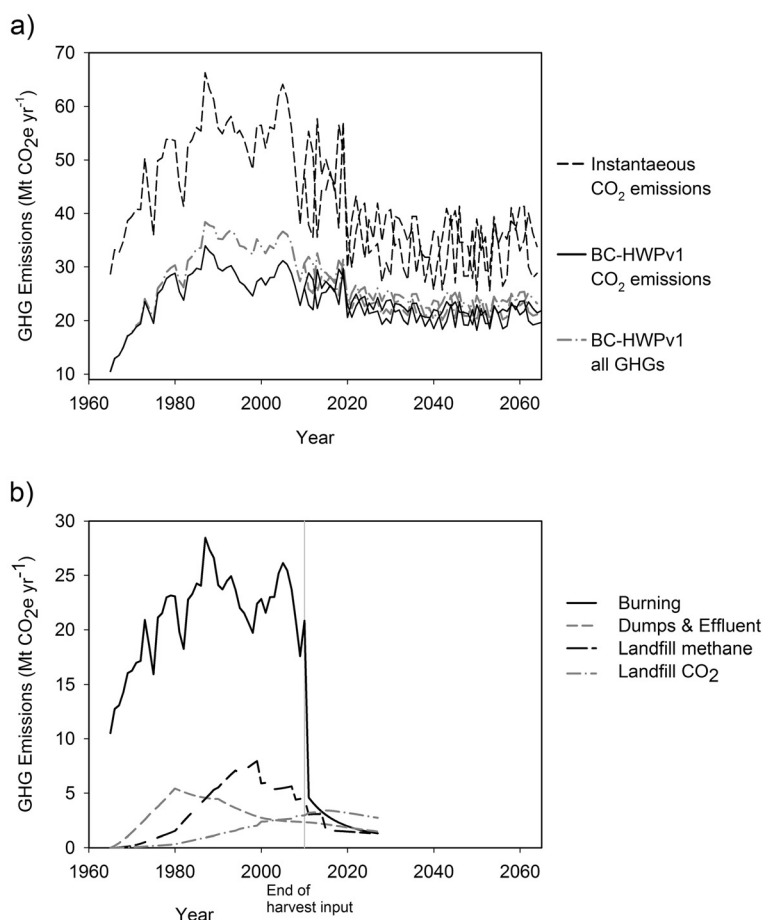 a)
70
60
50
40
30
20
10
GHG Emissions (Mt CO2e yr-1)
1960 1980 2000 2020 2040 2060
Year
Instantaeous
CO2 emissions
BC-HWPv1
CO2 emissions
BC-HWPv1
all GHGs
b)
30
25
20
15
10
5
0
GHG Emissions (Mt CO2e yr-1)
1960 1980 2000 2020 2040 2060
End of
harvest input
Year
Burning
Dumps & Effluent
Landfill methane
Landfill CO2